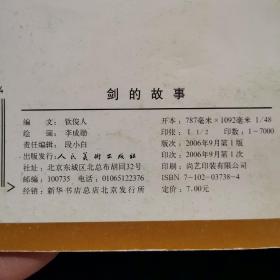 剑的故事
编 文：钦俊人
绘 画：李成勋
责任编辑：段小白
出版发行：人民美术出版社
社址：北京东城区北总布胡同32号
邮编：100735 电话：01065122376
经销：新华书店总店北京发行所
开本：787毫米×1092毫米 1/48
印张：1 1/2 印数：1-7000
版次：2006年9月第1版
印次：2006年9月第1次
印刷：尚艺印装有限公司
ISBN 7-102-03738-4
定价：7.00元